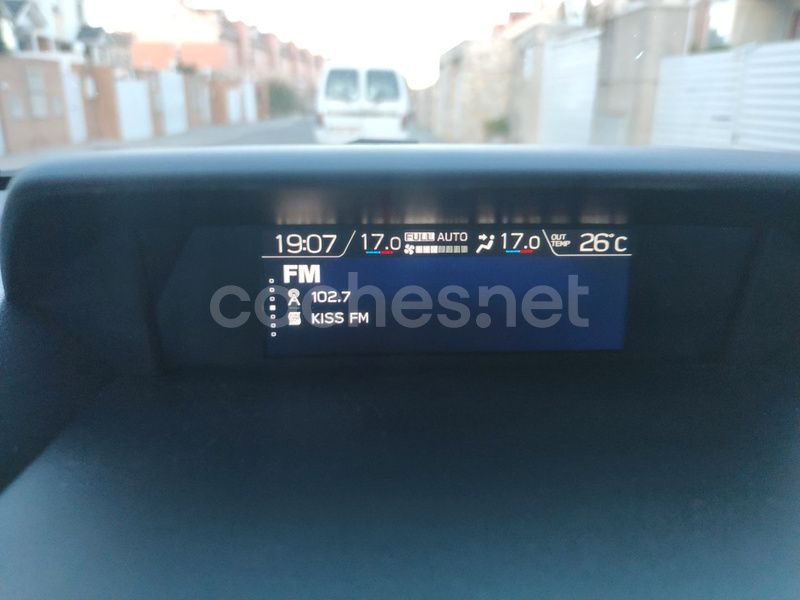 19:07 17.0 FULL AUTO 17.0 OUT TEMP 26°C
FM
102.7
KISS FM
coches.net